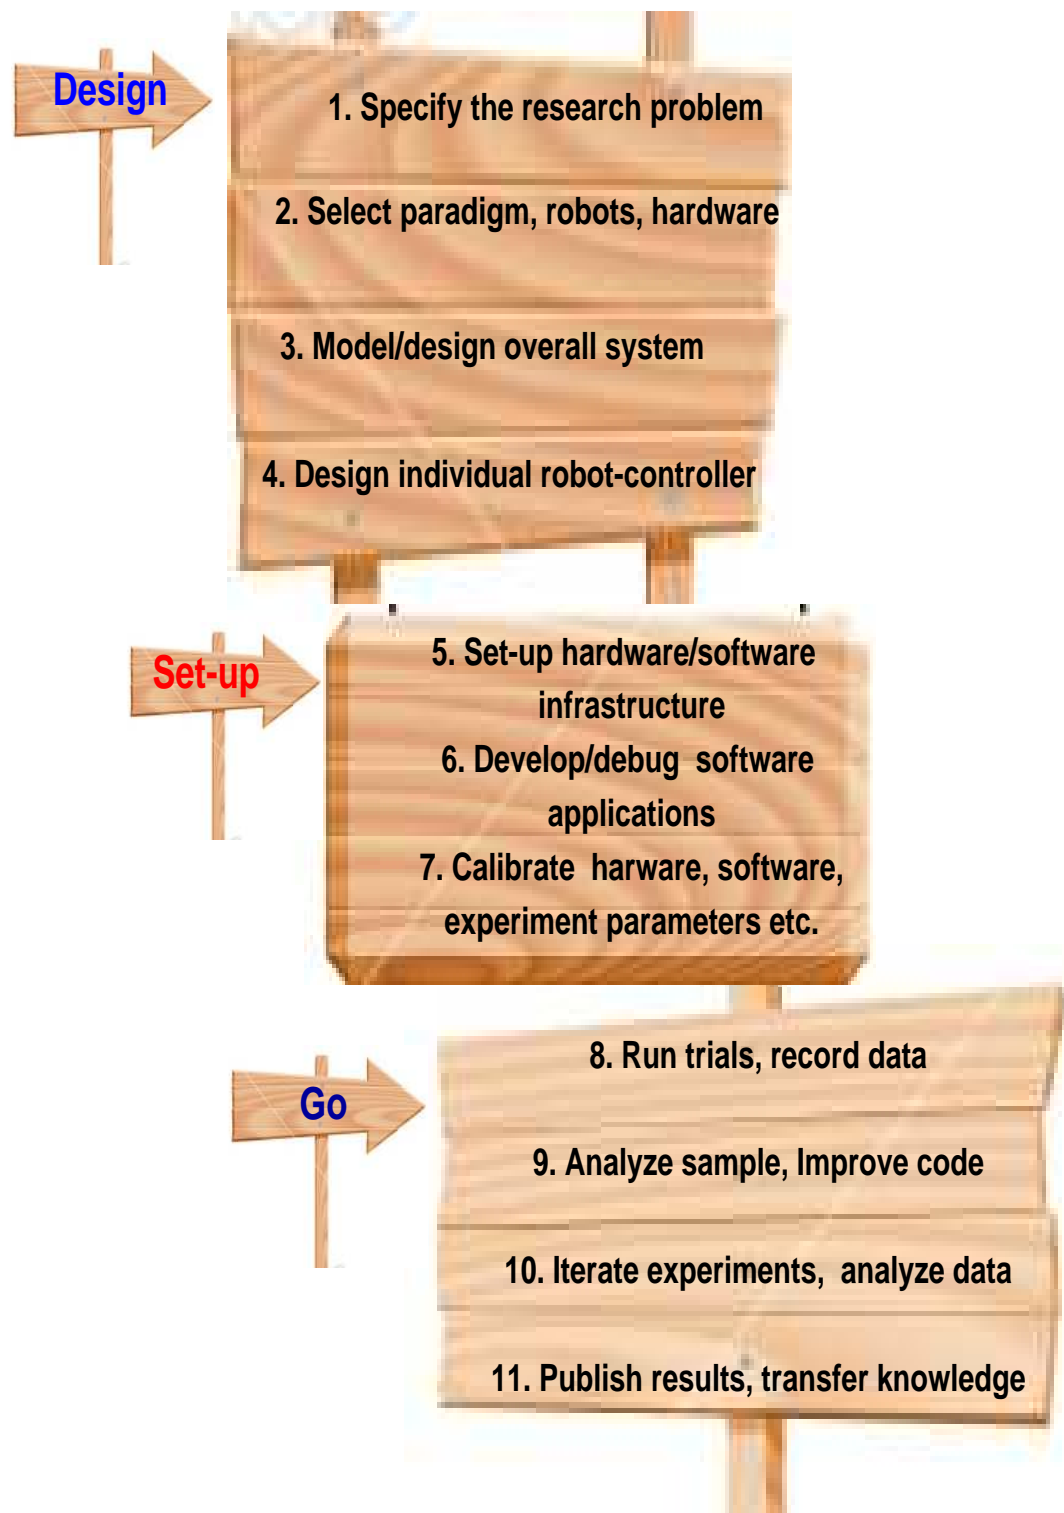 Design
1. Specify the research problem
2. Select paradigm, robots, hardware
3. Model/design overall system
4. Design individual robot-controller
Set-up
5. Set-up hardware/software
infrastructure
6. Develop/debug  software
applications
7. Calibrate  harware, software,
experiment parameters etc.
Go
8. Run trials, record data
9. Analyze sample, Improve code
10. Iterate experiments,  analyze data
11. Publish results, transfer knowledge